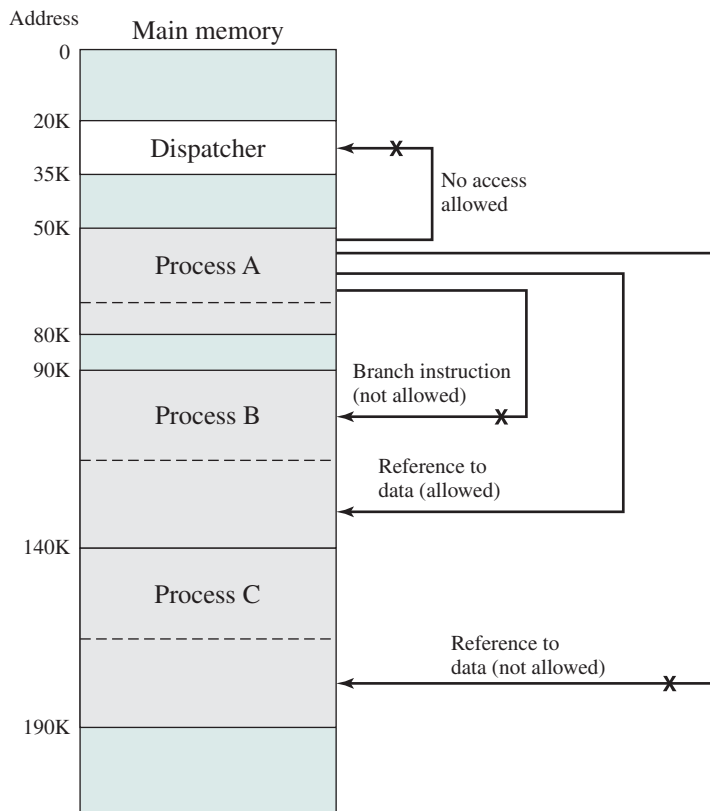 Address
Main memory
0
20K
Dispatcher
35K
No access
allowed
50K
Process A
80K
90K
Branch instruction
(not allowed)
Process B
X
Reference to
data (allowed)
140K
Process C
Reference to
data (not allowed)
190K